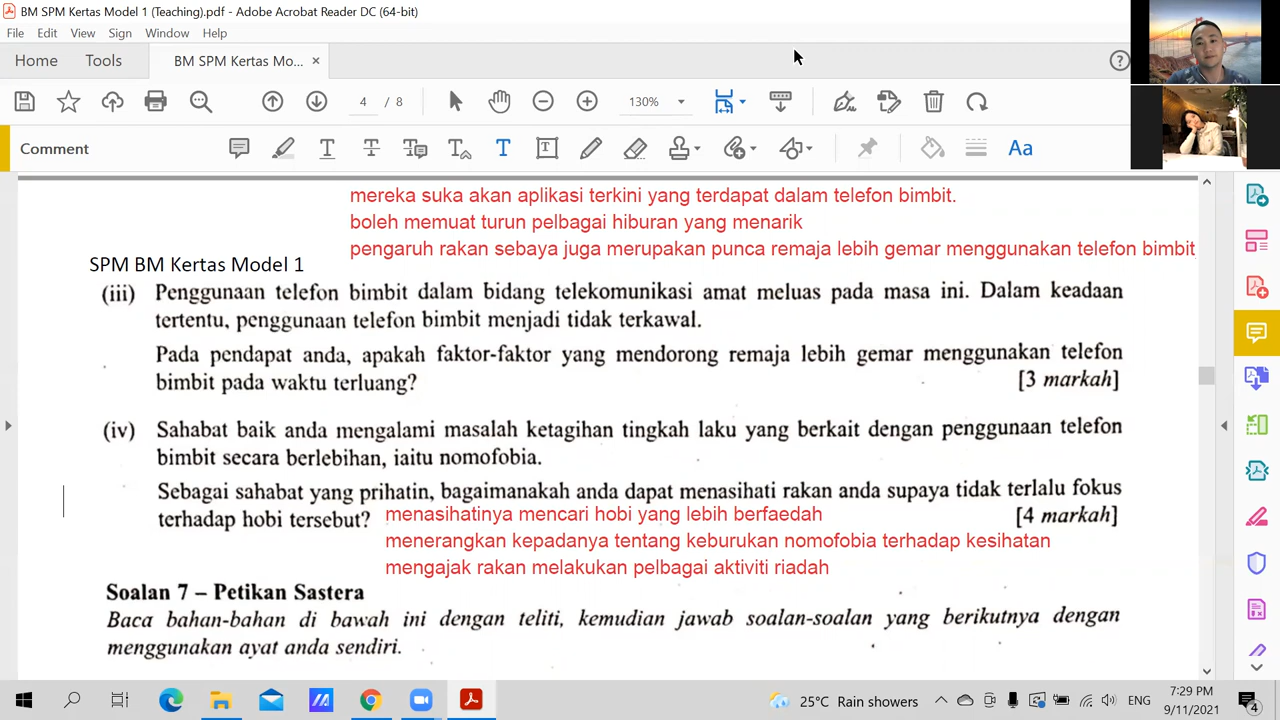 BM SPM Kertas Model 1 (Teaching).pdf - Adobe Acrobat Reader DC (64-bit)
File Edit View Sign Window Help
Home Tools BM SPM Kertas Mo... ×
4 / 8 130%
Comment Aa
mereka suka akan aplikasi terkini yang terdapat dalam telefon bimbit.
boleh memuat turun pelbagai hiburan yang menarik
pengaruh rakan sebaya juga merupakan punca remaja lebih gemar menggunakan telefon bimbit
SPM BM Kertas Model 1
(iii) Penggunaan telefon bimbit dalam bidang telekomunikasi amat meluas pada masa ini. Dalam keadaan
tertentu, penggunaan telefon bimbit menjadi tidak terkawal.
Pada pendapat anda, apakah faktor-faktor yang mendorong remaja lebih gemar menggunakan telefon
bimbit pada waktu terluang? [3 markah]
(iv) Sahabat baik anda mengalami masalah ketagihan tingkah laku yang berkait dengan penggunaan telefon
bimbit secara berlebihan, iaitu nomofobia.
Sebagai sahabat yang prihatin, bagaimanakah anda dapat menasihati rakan anda supaya tidak terlalu fokus
terhadap hobi tersebut? [4 markah]
menasihatinya mencari hobi yang lebih berfaedah
menerangkan kepadanya tentang keburukan nomofobia terhadap kesihatan
mengajak rakan melakukan pelbagai aktiviti riadah
Soalan 7 – Petikan Sastera
Baca bahan-bahan di bawah ini dengan teliti, kemudian jawab soalan-soalan yang berikutnya dengan
menggunakan ayat anda sendiri.
25°C Rain showers ENG 7:29 PM
9/11/2021 4